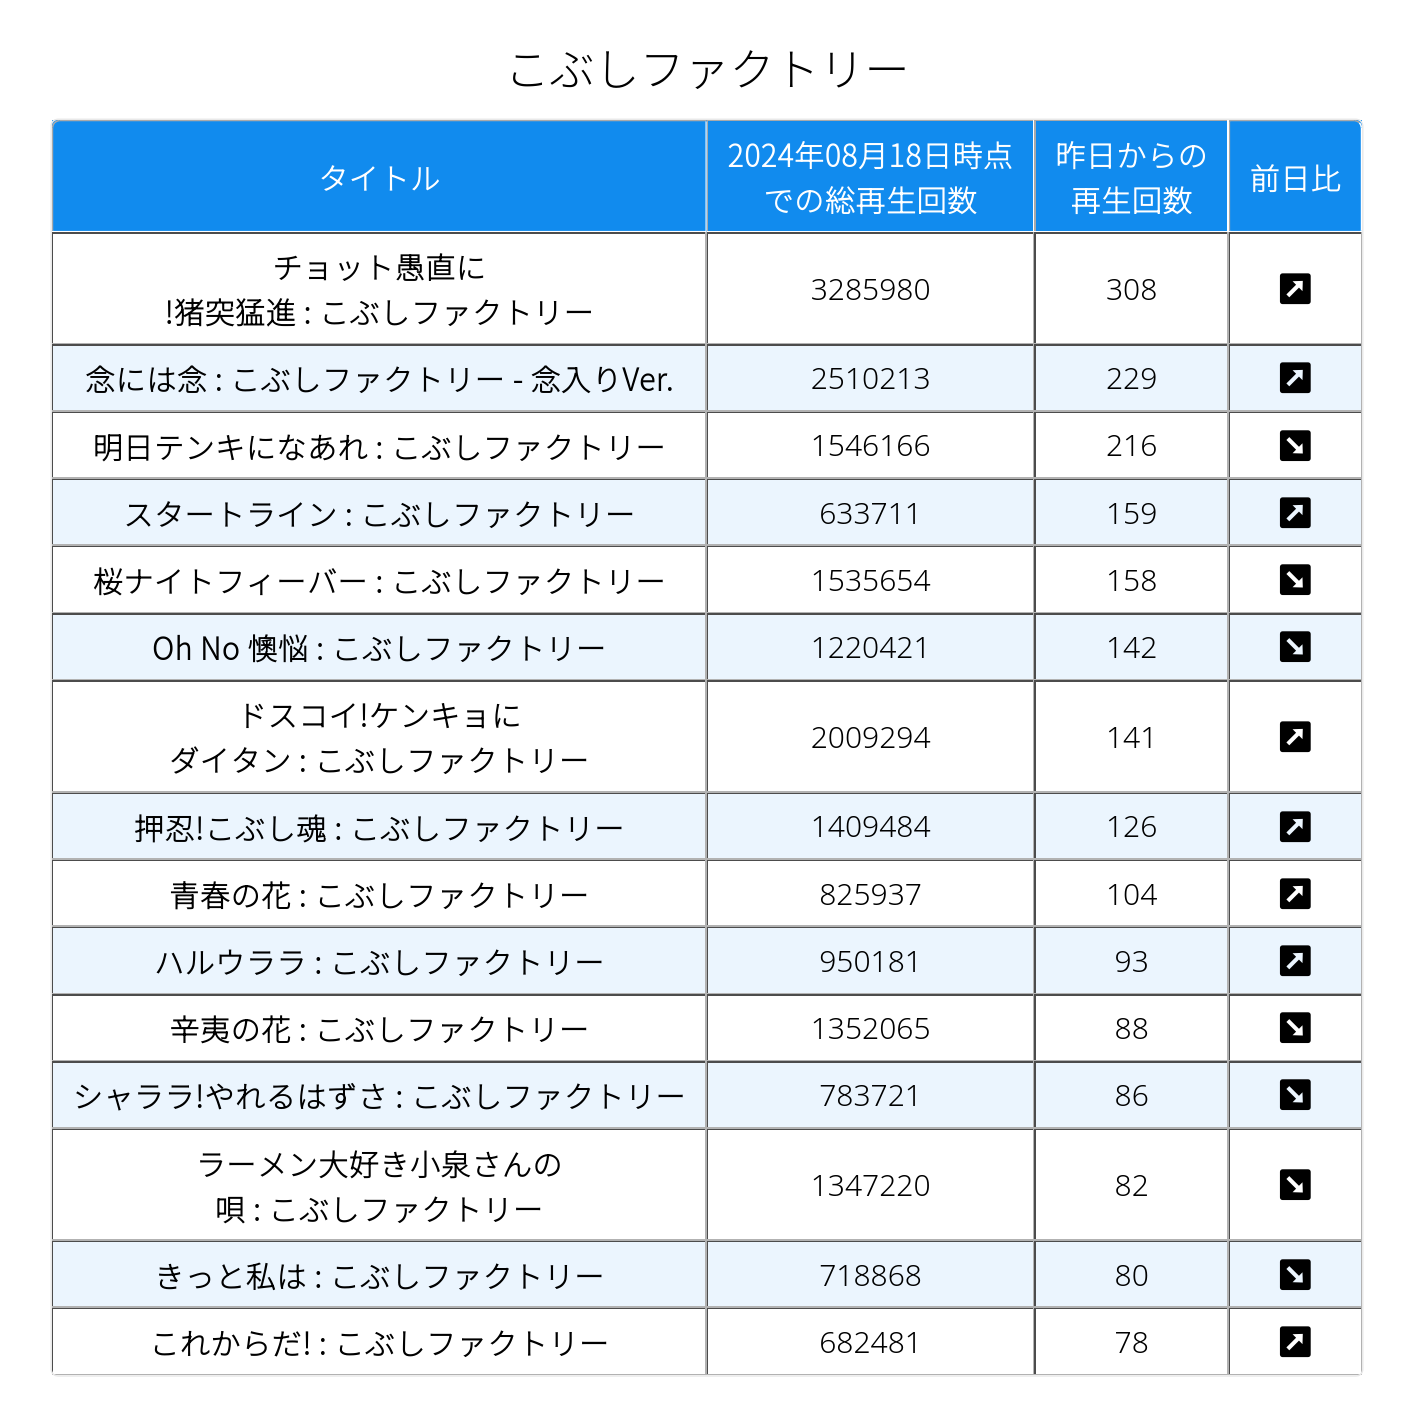 こぶしファクトリー
タイトル
2024年08月18日時点
での総再生回数
昨日からの
再生回数
前日比
チョット愚直に
!猪突猛進 : こぶしファクトリー
3285980
308
念には念 : こぶしファクトリー - 念入りVer.
2510213
229
明日テンキになあれ : こぶしファクトリー
1546166
216
スタートライン : こぶしファクトリー
633711
159
桜ナイトフィーバー : こぶしファクトリー
1535654
158
Oh No 懊悩 : こぶしファクトリー
1220421
142
ドスコイ!ケンキョに
ダイタン : こぶしファクトリー
2009294
141
押忍!こぶし魂 : こぶしファクトリー
1409484
126
青春の花 : こぶしファクトリー
825937
104
ハルウララ : こぶしファクトリー
950181
93
辛夷の花 : こぶしファクトリー
1352065
88
シャララ!やれるはずさ : こぶしファクトリー
783721
86
ラーメン大好き小泉さんの
唄 : こぶしファクトリー
1347220
82
きっと私は : こぶしファクトリー
718868
80
これからだ! : こぶしファクトリー
682481
78